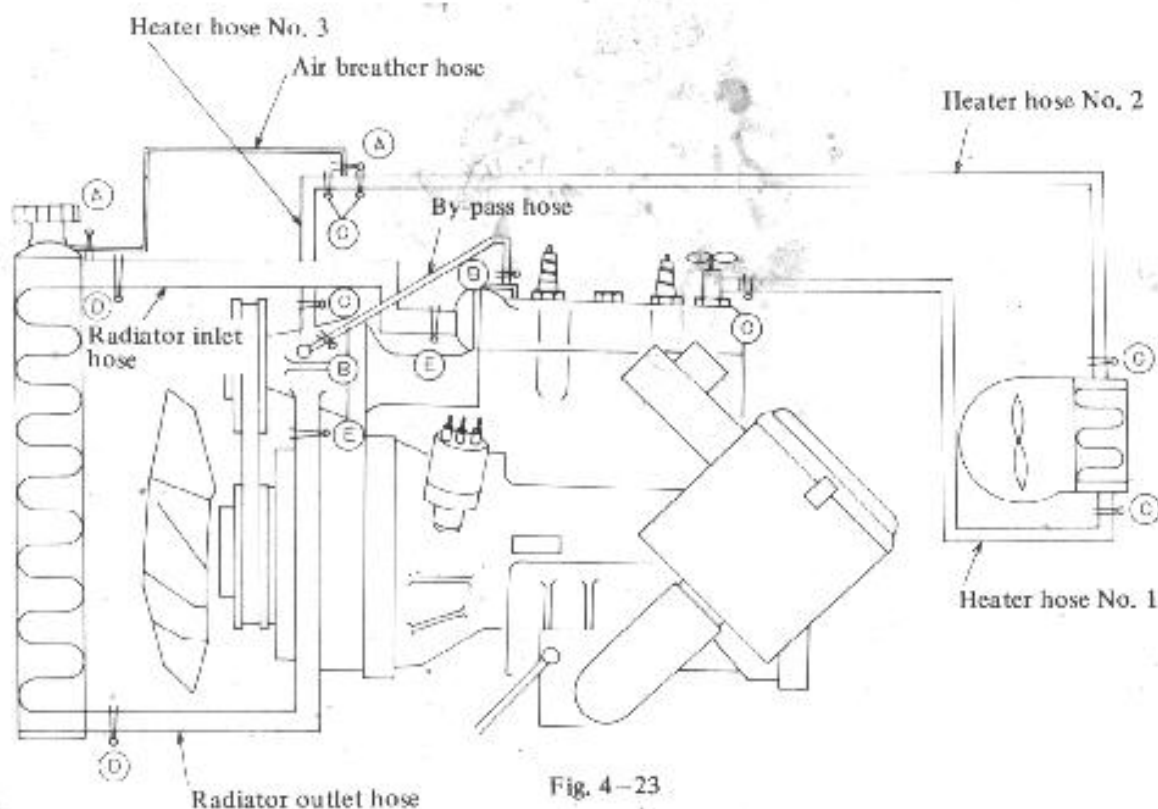 Heater hose No. 3
Air breather hose
Heater hose No. 2
A
A
By-pass hose
C
B
D
C
Radiator inlet
hose
C
E
B
C
E
C
Heater hose No. 1
D
Fig. 4–23
Radiator outlet hose